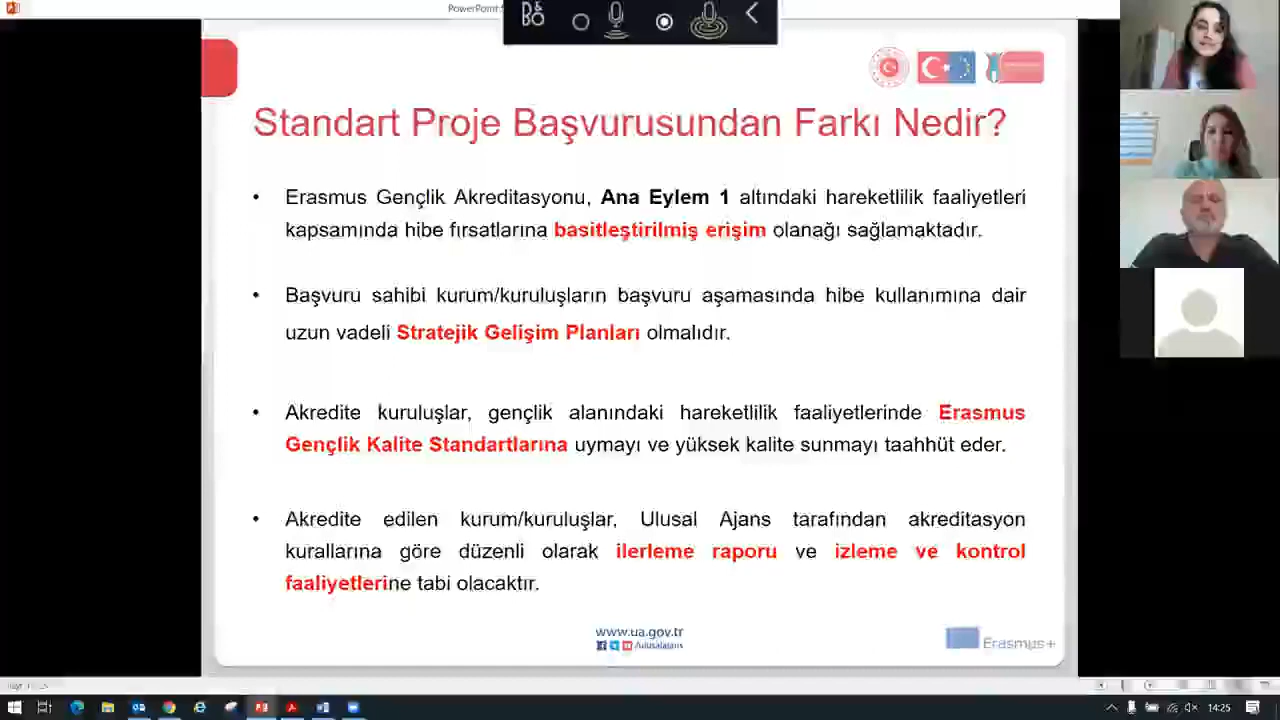 Standart Proje Başvurusundan Farkı Nedir?
• Erasmus Gençlik Akreditasyonu, Ana Eylem 1 altındaki hareketlilik faaliyetleri
kapsamında hibe fırsatlarına basitleştirilmiş erişim olanağı sağlamaktadır.
• Başvuru sahibi kurum/kuruluşların başvuru aşamasında hibe kullanımına dair
uzun vadeli Stratejik Gelişim Planları olmalıdır.
• Akredite kuruluşlar, gençlik alanındaki hareketlilik faaliyetlerinde Erasmus
Gençlik Kalite Standartlarına uymayı ve yüksek kalite sunmayı taahhüt eder.
• Akredite edilen kurum/kuruluşlar, Ulusal Ajans tarafından akreditasyon
kurallarına göre düzenli olarak ilerleme raporu ve izleme ve kontrol
faaliyetlerine tabi olacaktır.
www.ua.gov.tr
/ulusalajans
Erasmus+
14:25